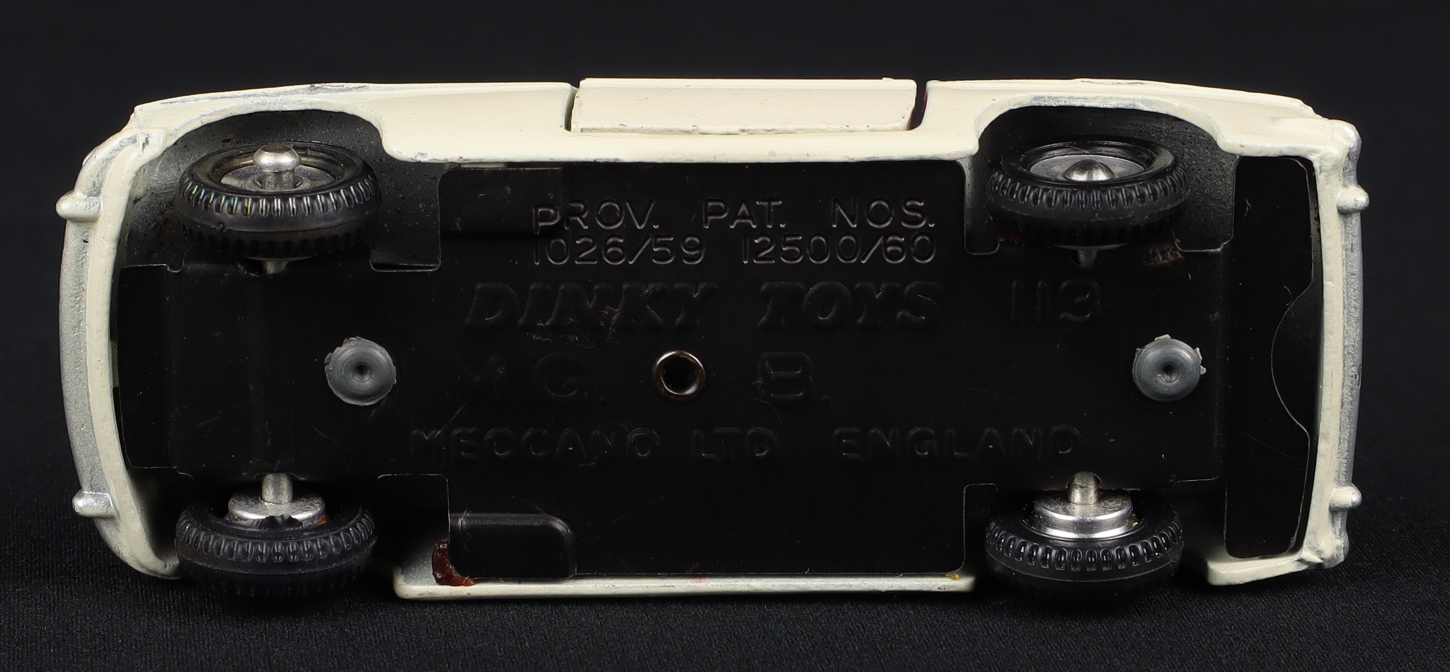 PROV. PAT. NOS.
1026/59 12500/60
DINKY TOYS 113
M.G. B.
MECCANO LTD ENGLAND